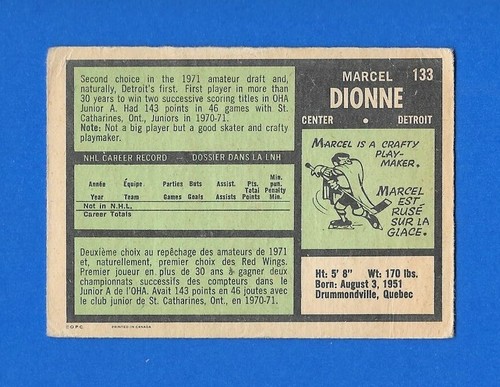 Second choice in the 1971 amateur draft and,
naturally, Detroit's first. First player in more than
30 years to win two successive scoring titles in OHA
Junior A. Had 143 points in 46 games with St.
Catharines, Ont., Juniors in 1970-71.
Note: Not a big player but a good skater and crafty
playmaker.
MARCEL 133
DIONNE
CENTER DETROIT
MARCEL IS A CRAFTY
PLAY-
MAKER.
MARCEL
EST
RUSÉ
SUR LA
GLACE.
NHL CAREER RECORD — DOSSIER DANS LA LNH
Année Équipe Parties Buts Assist. Pts. Min. pun.
Year Team Games Goals Assists Total Points Penalty Min.
Not in N.H.L.
Career Totals
Deuxième choix au repêchage des amateurs de 1971
et, naturellement, premier choix des Red Wings.
Premier joueur en plus de 30 ans à gagner deux
championnats successifs des compteurs dans le
Junior A de l'OHA. Avait 143 points en 46 joutes avec
le club junior de St. Catharines, Ont., en 1970-71.
Ht: 5' 8" Wt: 170 lbs.
Born: August 3, 1951
Drummondville, Quebec
O.P.C. PRINTED IN CANADA